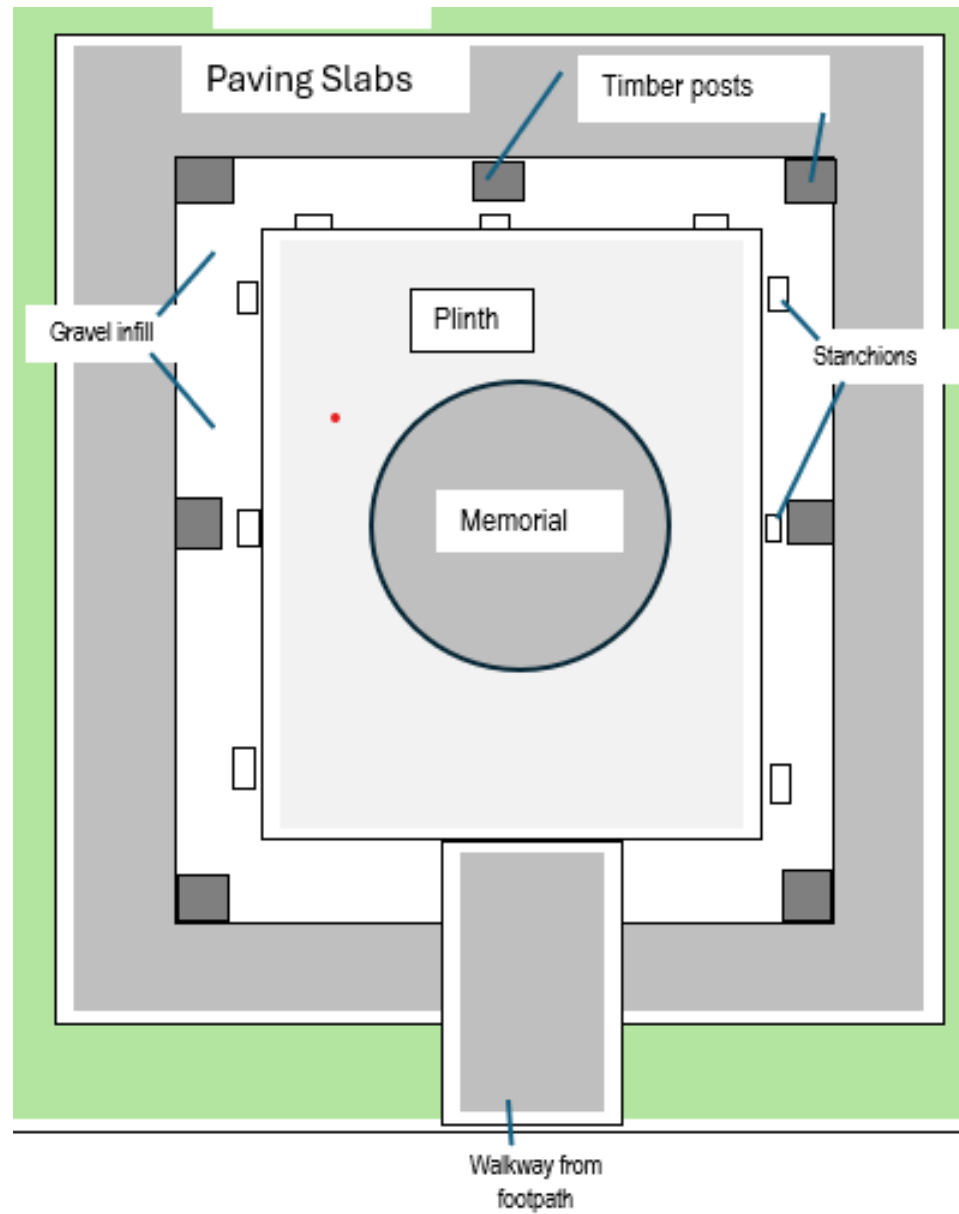 Paving Slabs
Timber posts
Plinth
Gravel infill
Stanchions
Memorial
Walkway from
footpath